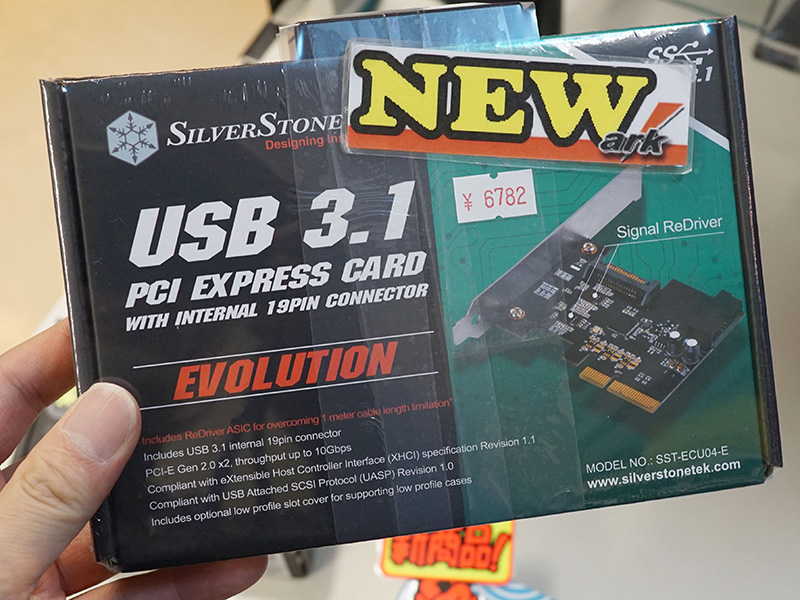 NEW
ark
SILVERSTONE
Designing
¥ 6782
USB 3.1
PCI EXPRESS CARD
WITH INTERNAL 19PIN CONNECTOR
EVOLUTION
Signal ReDriver
Includes ReDriver ASIC for overcoming 1 meter cable length limitation"
Includes USB 3.1 internal 19pin connector
PCI-E Gen 2.0 x2, throughput up to 10Gbps
Compliant with eXtensible Host Controller Interface (XHCI) specification Revision 1.1
Compliant with USB Attached SCSI Protocol (UASP) Revision 1.0
Includes optional low profile slot cover for supporting low profile cases
MODEL NO.: SST-ECU04-E
www.silverstonetek.com
新商品!